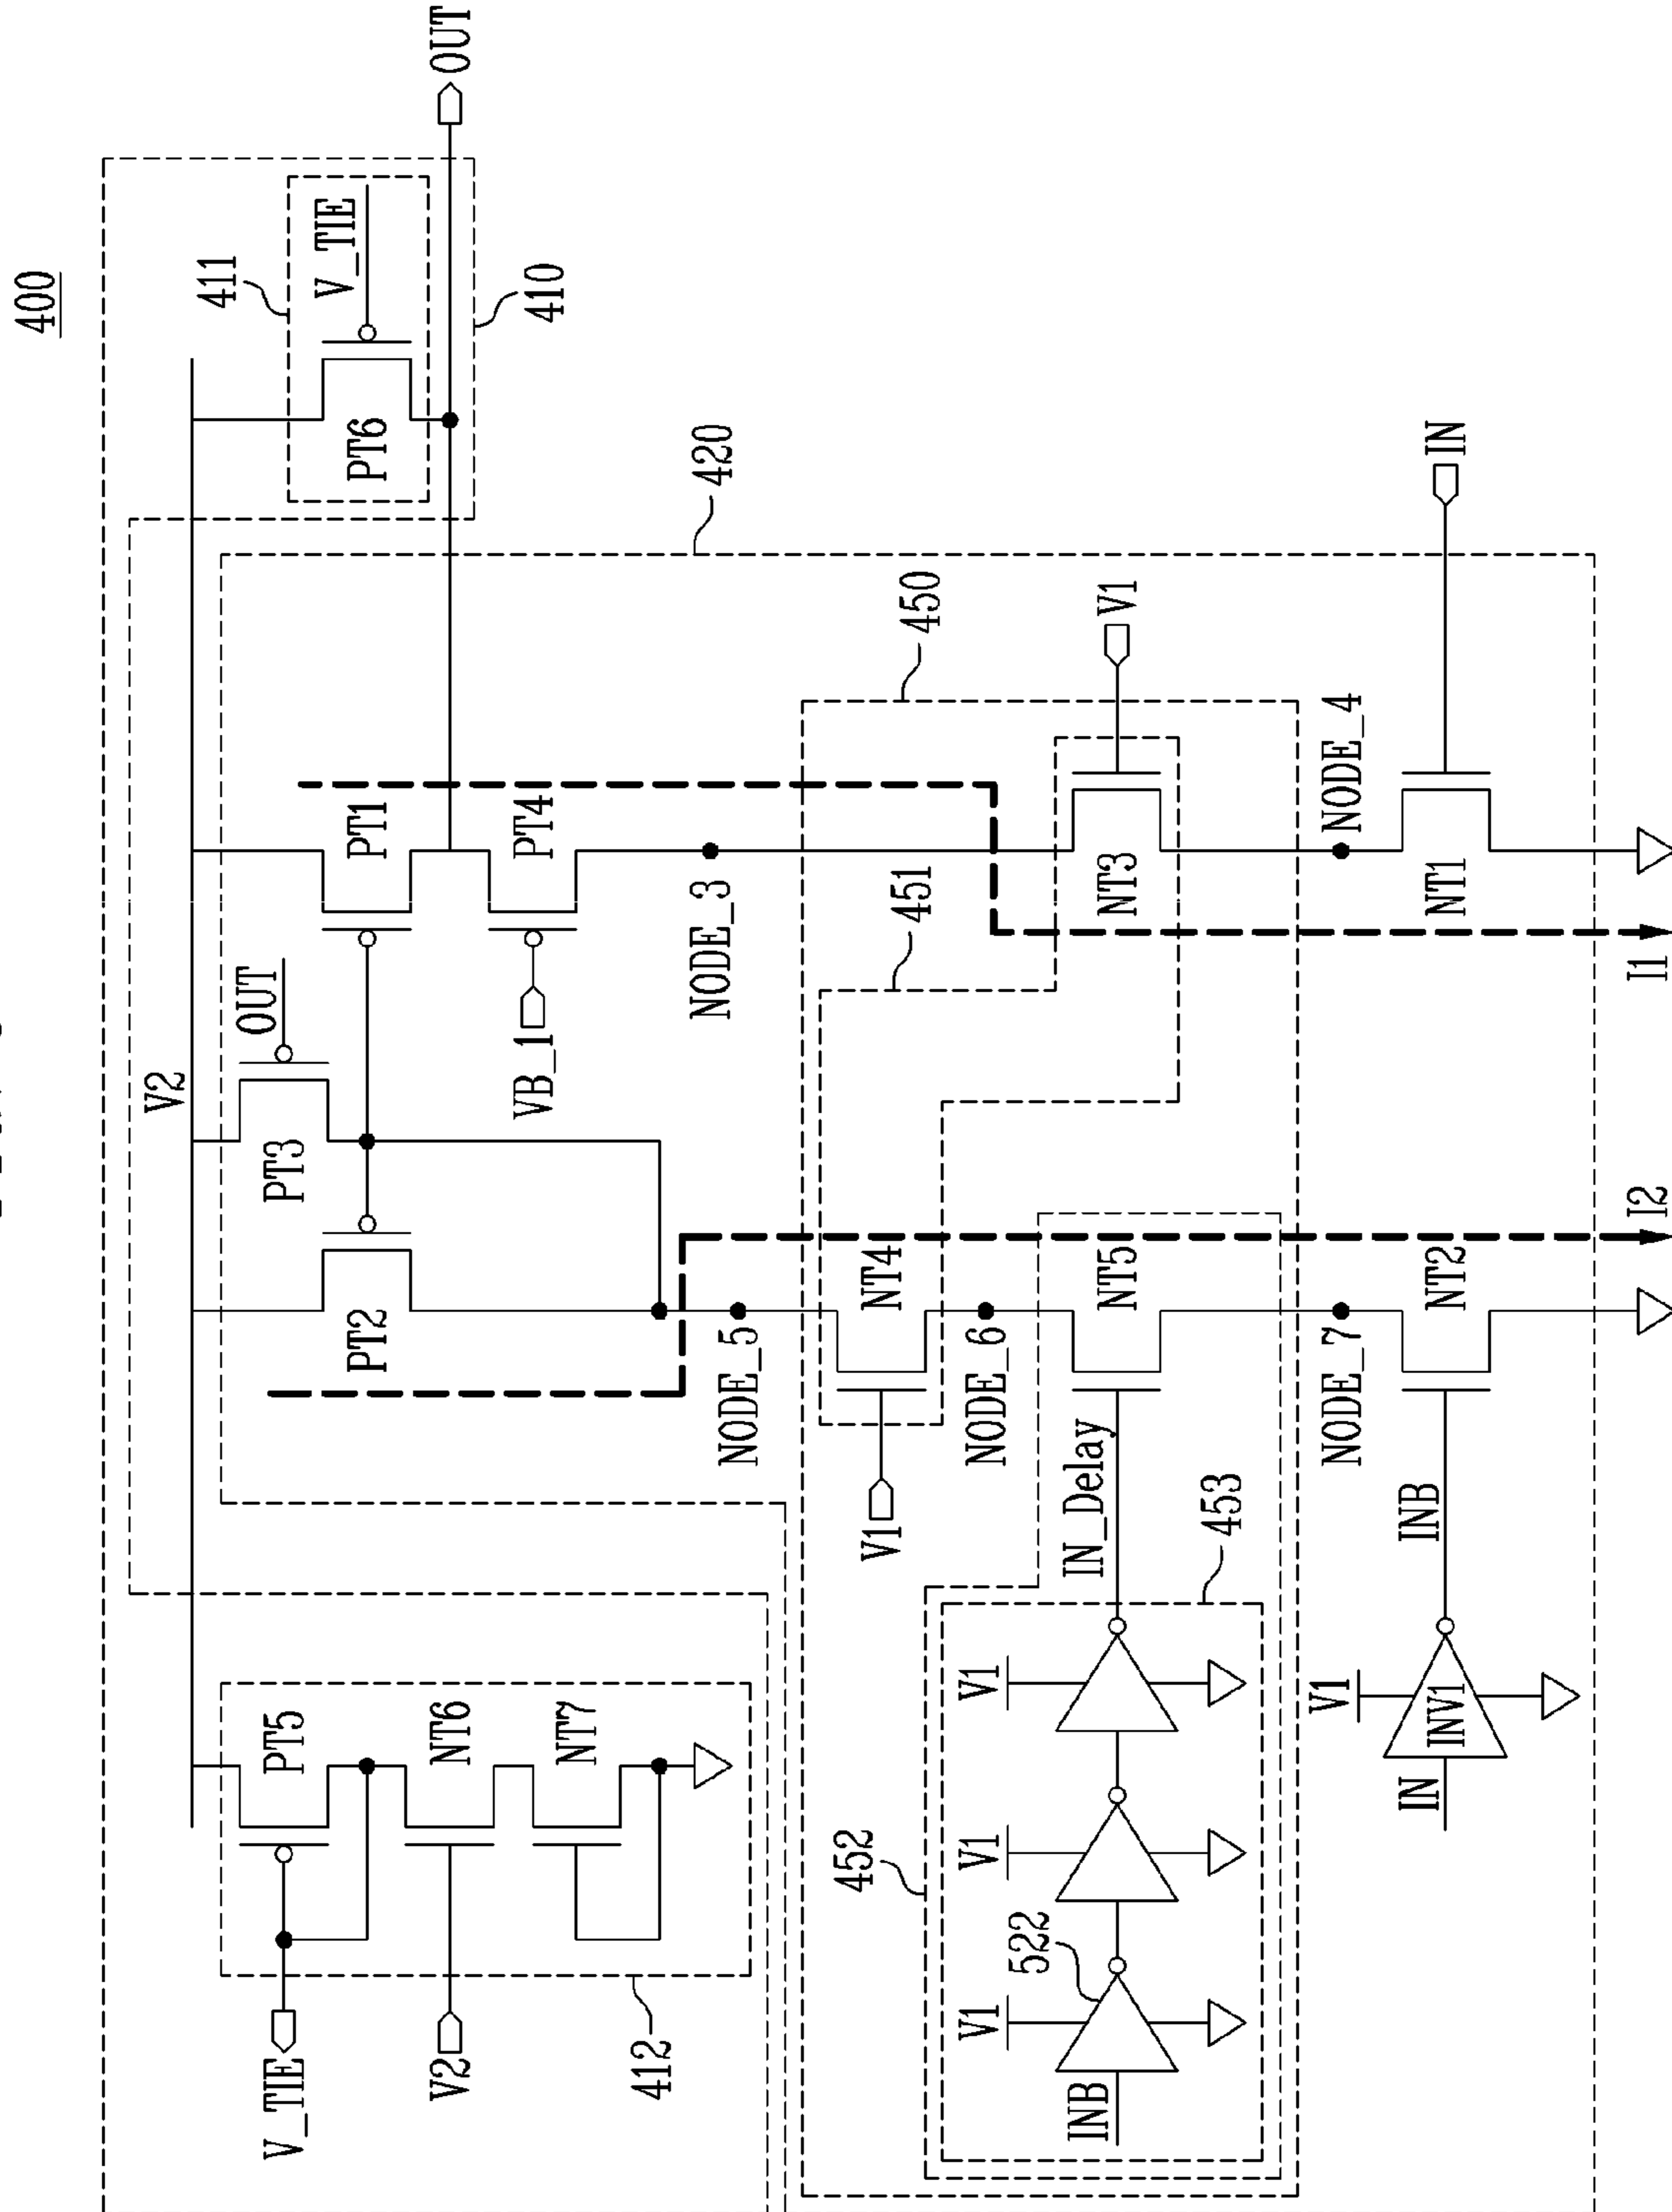 400
411
V_TIE
PT6
410
OUT
V2
OUT
PT3
PT2
PT1
PT4
VB_1
NODE_3
420
450
451
V1
NT3
NODE_4
IN
NT1
I1
V_TIE
PT5
NT6
NT7
V2
412
NODE_5
V1
NT4
NODE_6
NT5
IN_Delay
NODE_7
NT2
I2
452
453
V1
V1
V1
522
INB
INB
V1
INV1
IN